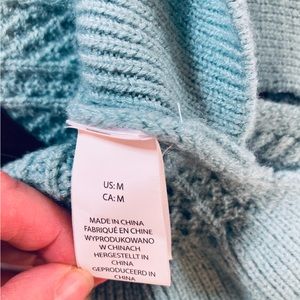 US: M
CA: M
MADE IN CHINA
FABRIQUÉ EN CHINE
WYPRODUKOWANO
W CHINACH
HERGESTELLT IN
CHINA
GEPRODUCEERD IN
CHINA